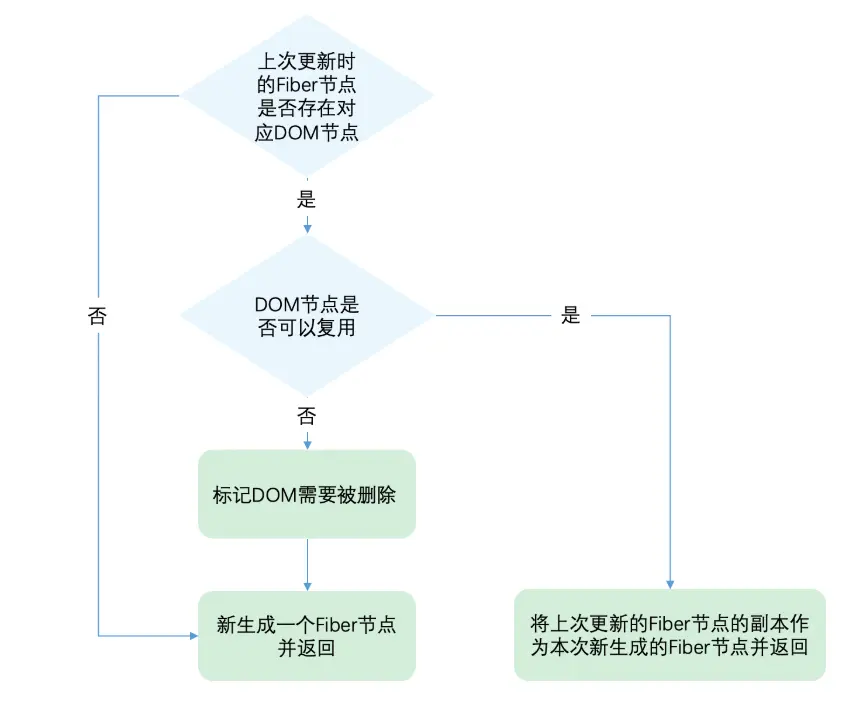 上次更新时
的Fiber节点
是否存在对
应DOM节点
是
DOM节点是
否可以复用
否
是
否
标记DOM需要被删除
新生成一个Fiber节点
并返回
将上次更新的Fiber节点的副本作
为本次新生成的Fiber节点并返回